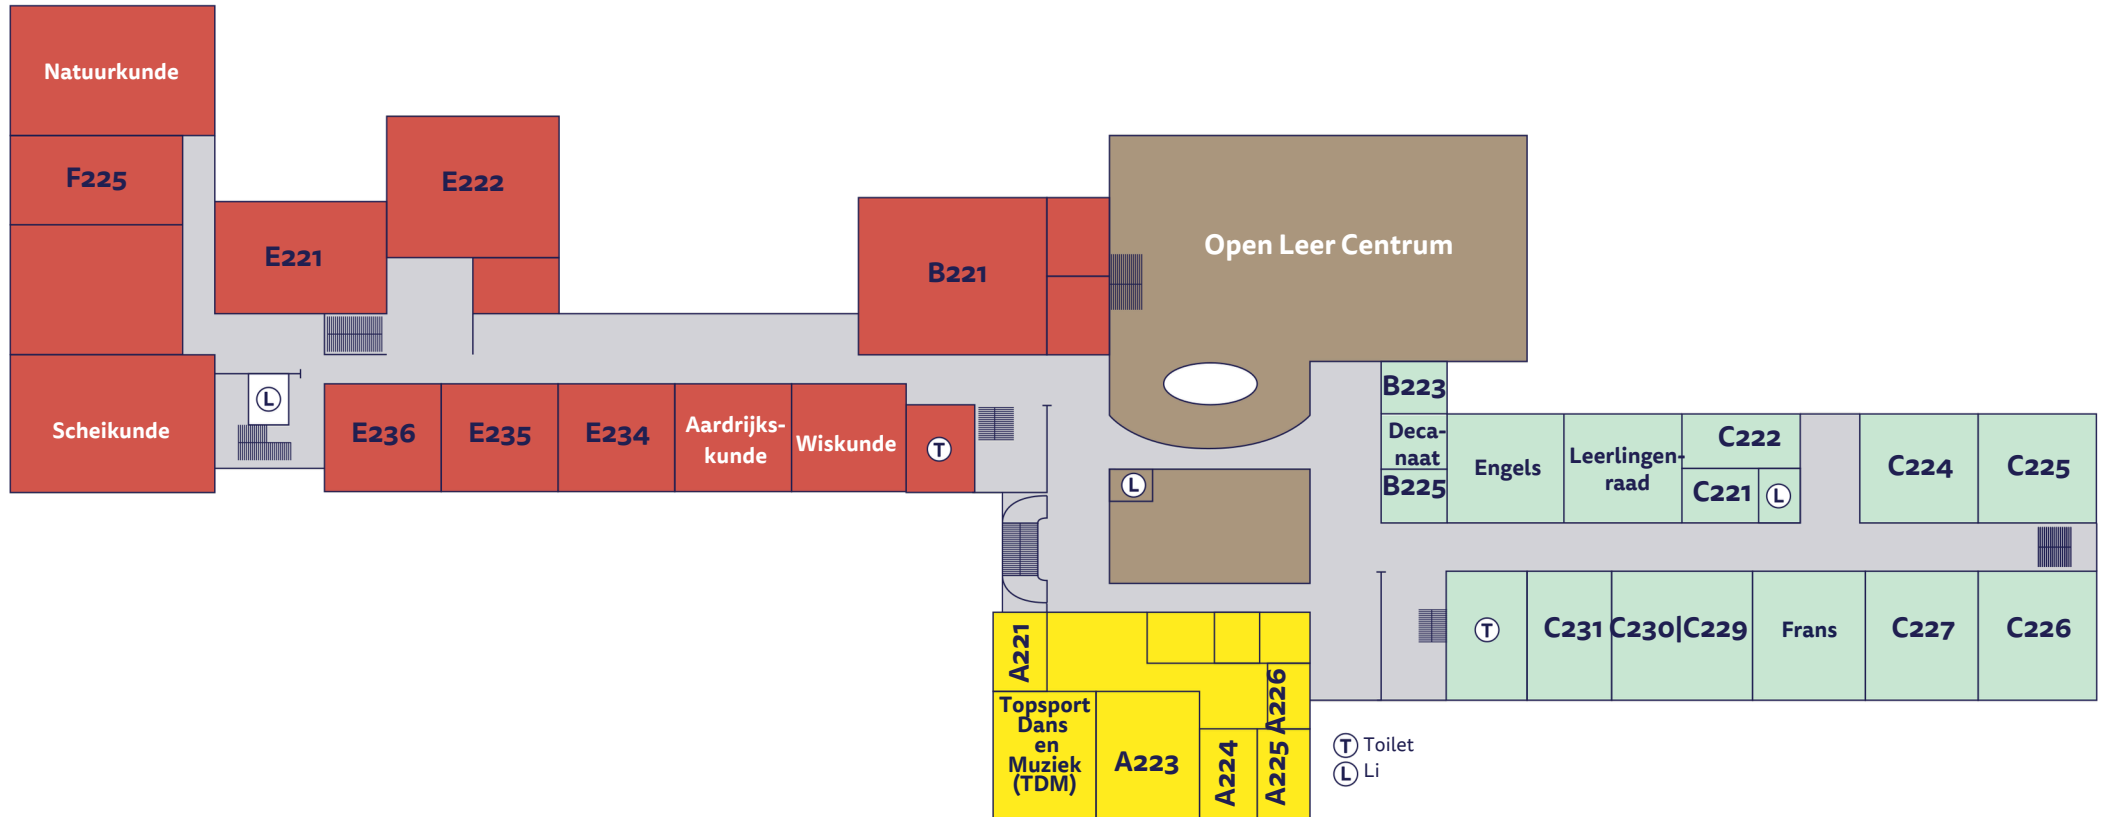 Natuurkunde
F225
E221
E222
B221
Open Leer Centrum
Scheikunde
L
E236
E235
E234
Aardrijks-
kunde
Wiskunde
T
L
B223
Deca-
naat
B225
Engels
Leerlingen-
raad
C222
C221
L
C224
C225
T
C231
C230|C229
Frans
C227
C226
A221
Topsport
Dans
en
Muziek
(TDM)
A223
A224
A225
A226
T Toilet
L Li